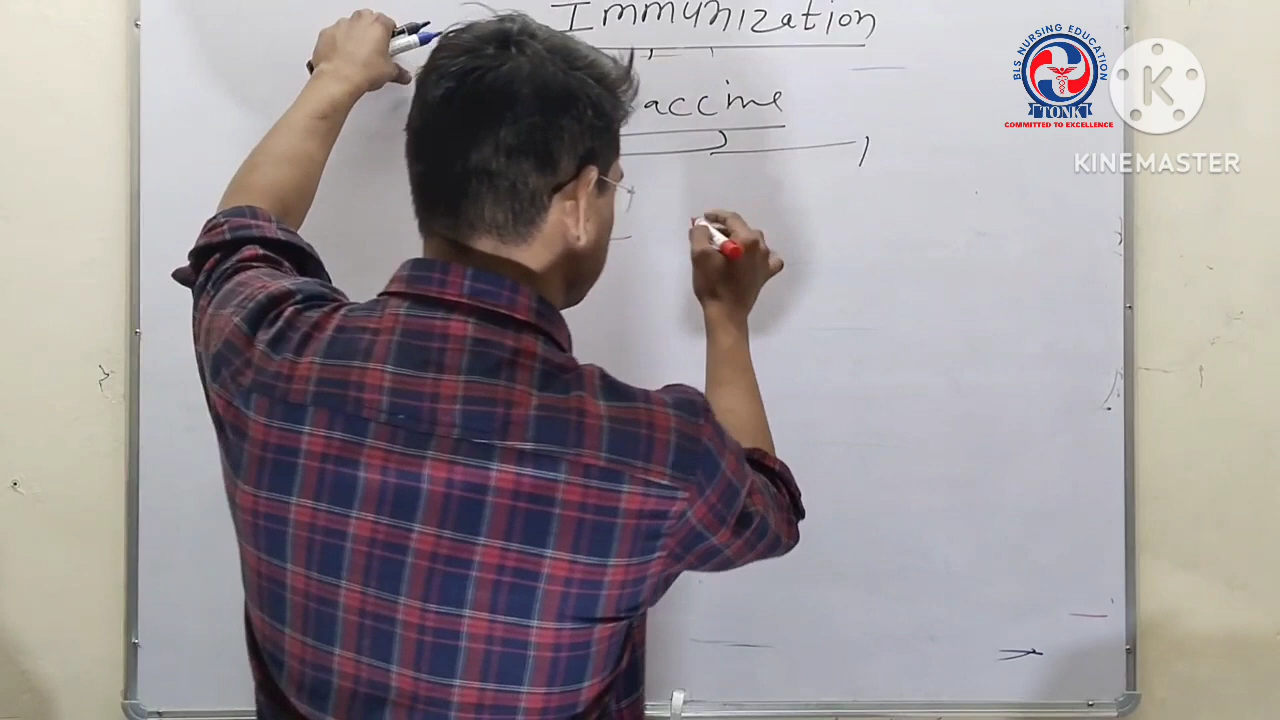 Immunization
accine
BLS NURSING EDUCATION
TONK
COMMITTED TO EXCELLENCE
K
KINEMASTER